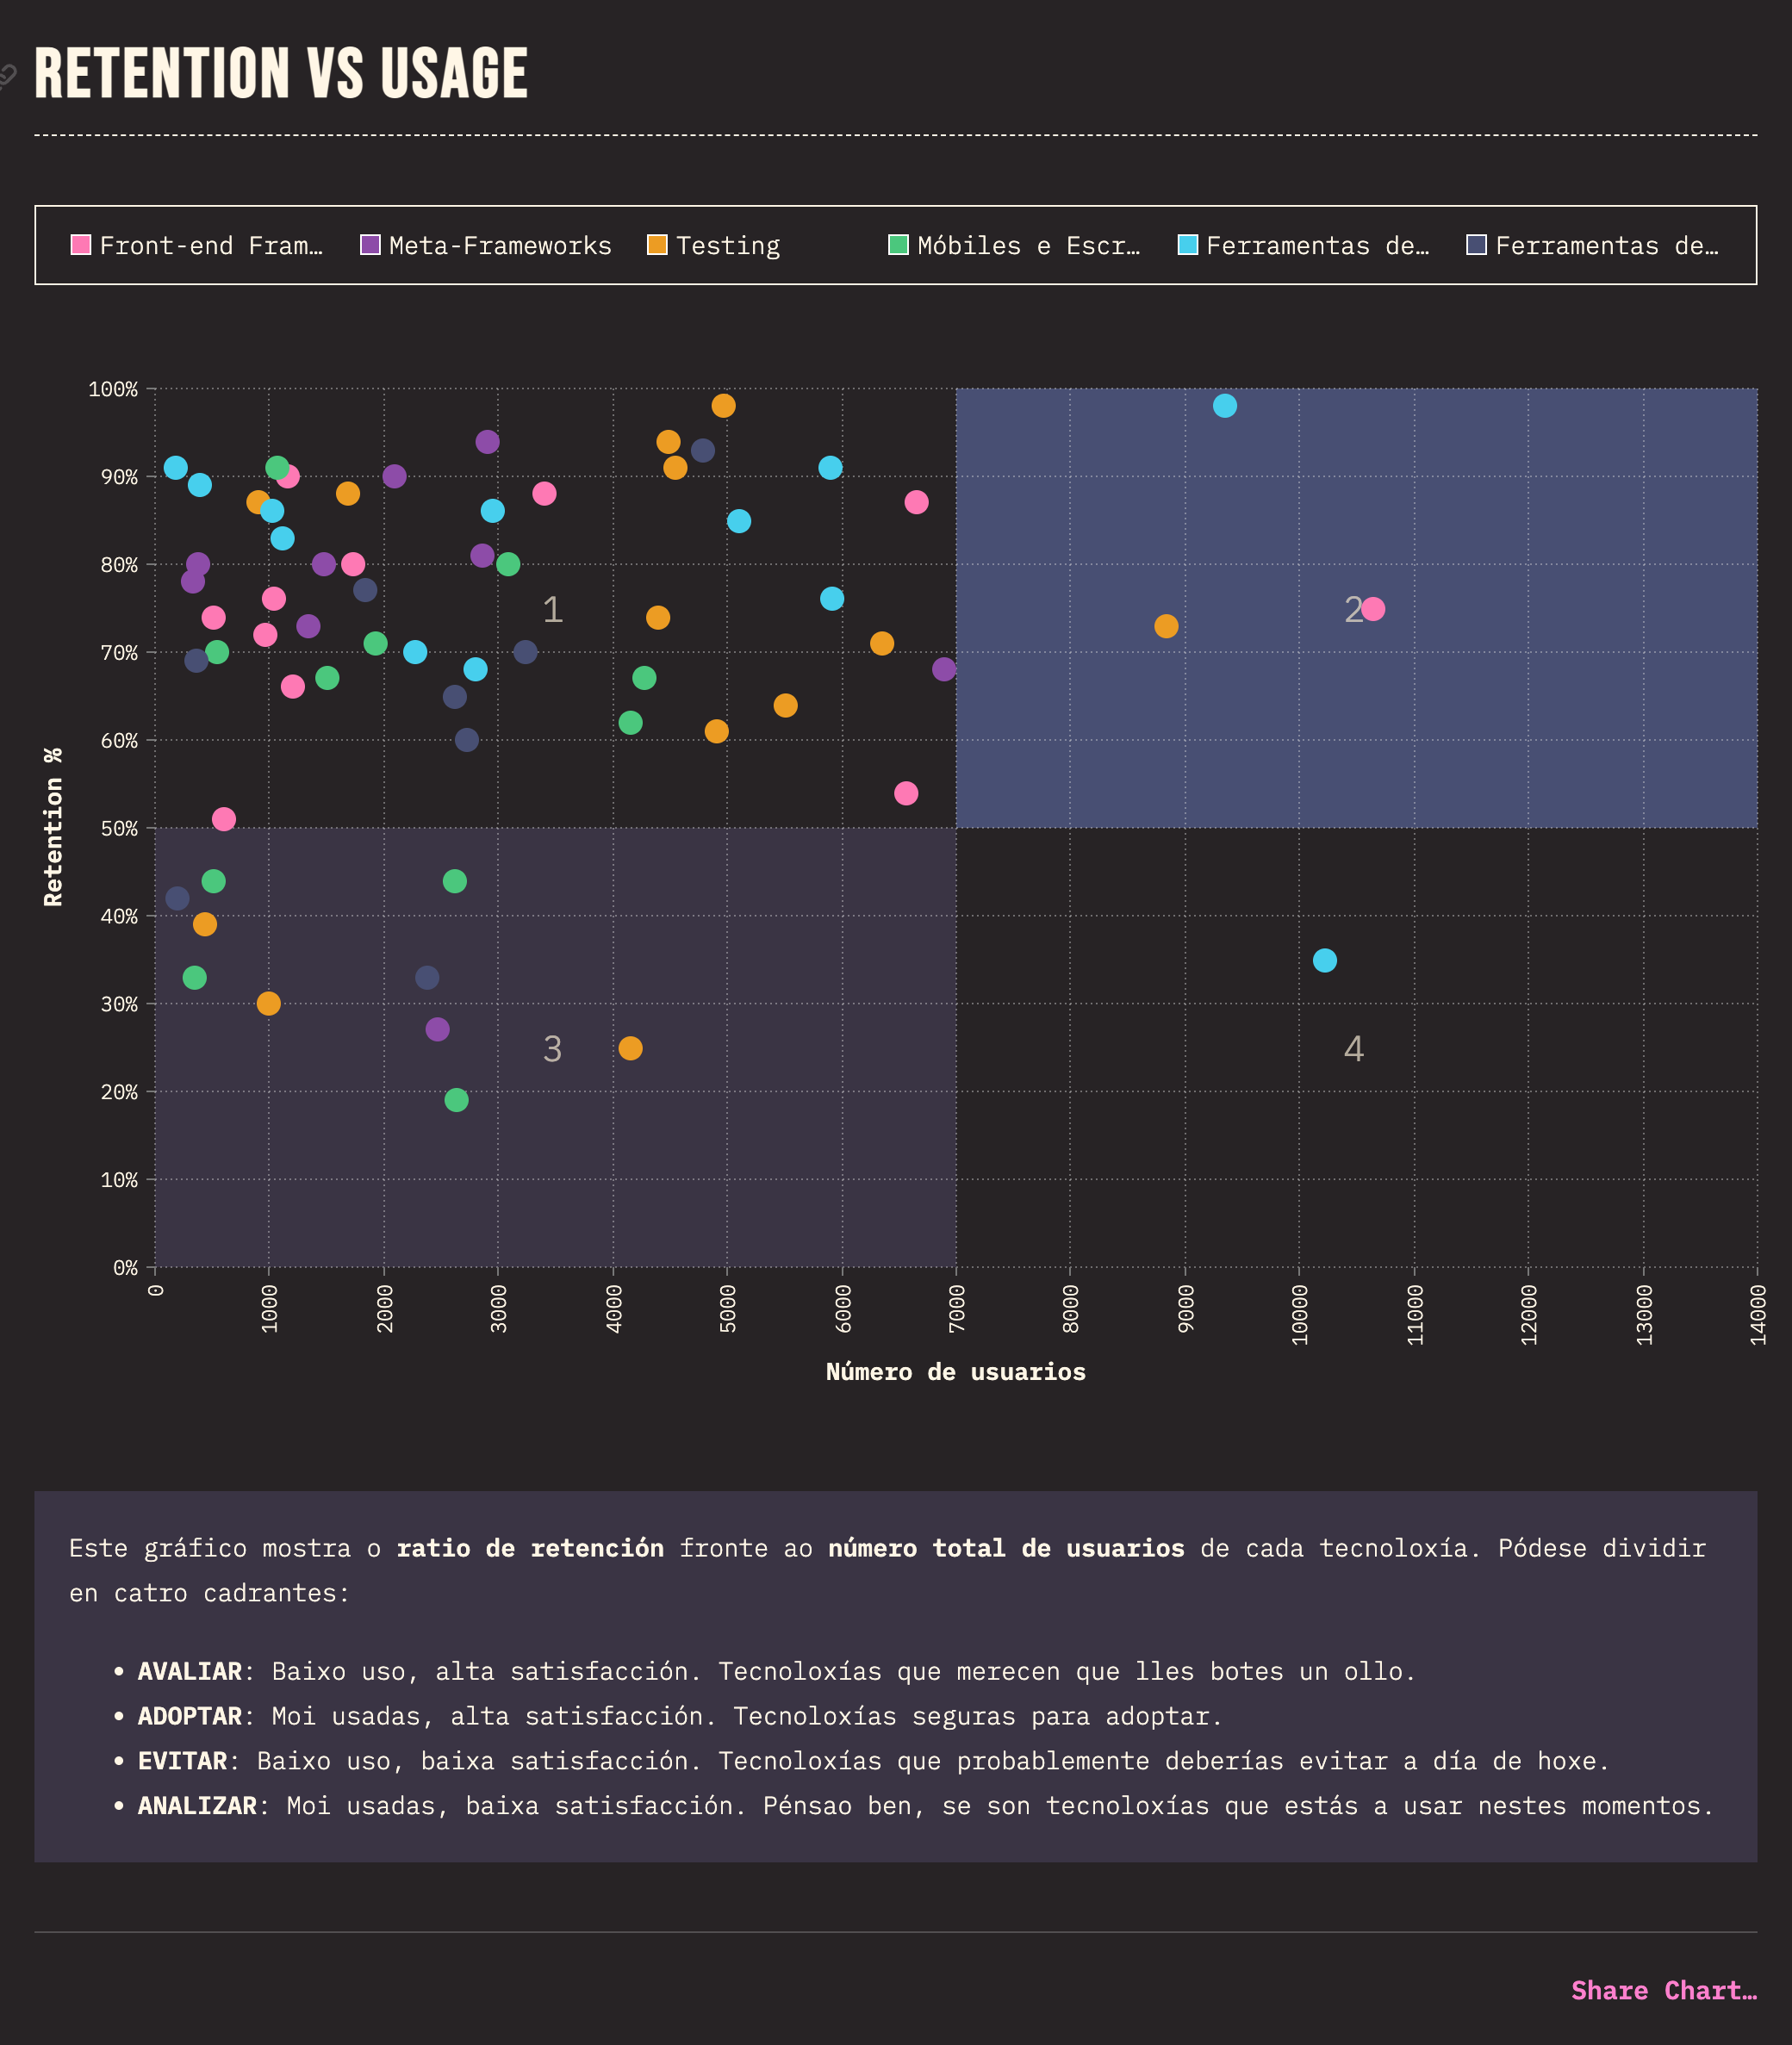 RETENTION VS USAGE
Front-end Fram… Meta-Frameworks Testing Móbiles e Escr… Ferramentas de… Ferramentas de…
100%
90%
80%
70%
60%
50%
40%
30%
20%
10%
0%
Retention %
1
2
3
4
0 1000 2000 3000 4000 5000 6000 7000 8000 9000 10000 11000 12000 13000 14000
Número de usuarios
Este gráfico mostra o ratio de retención fronte ao número total de usuarios de cada tecnoloxía. Pódese dividir
en catro cadrantes:
• AVALIAR: Baixo uso, alta satisfacción. Tecnoloxías que merecen que lles botes un ollo.
• ADOPTAR: Moi usadas, alta satisfacción. Tecnoloxías seguras para adoptar.
• EVITAR: Baixo uso, baixa satisfacción. Tecnoloxías que probablemente deberías evitar a día de hoxe.
• ANALIZAR: Moi usadas, baixa satisfacción. Pénsao ben, se son tecnoloxías que estás a usar nestes momentos.
Share Chart…